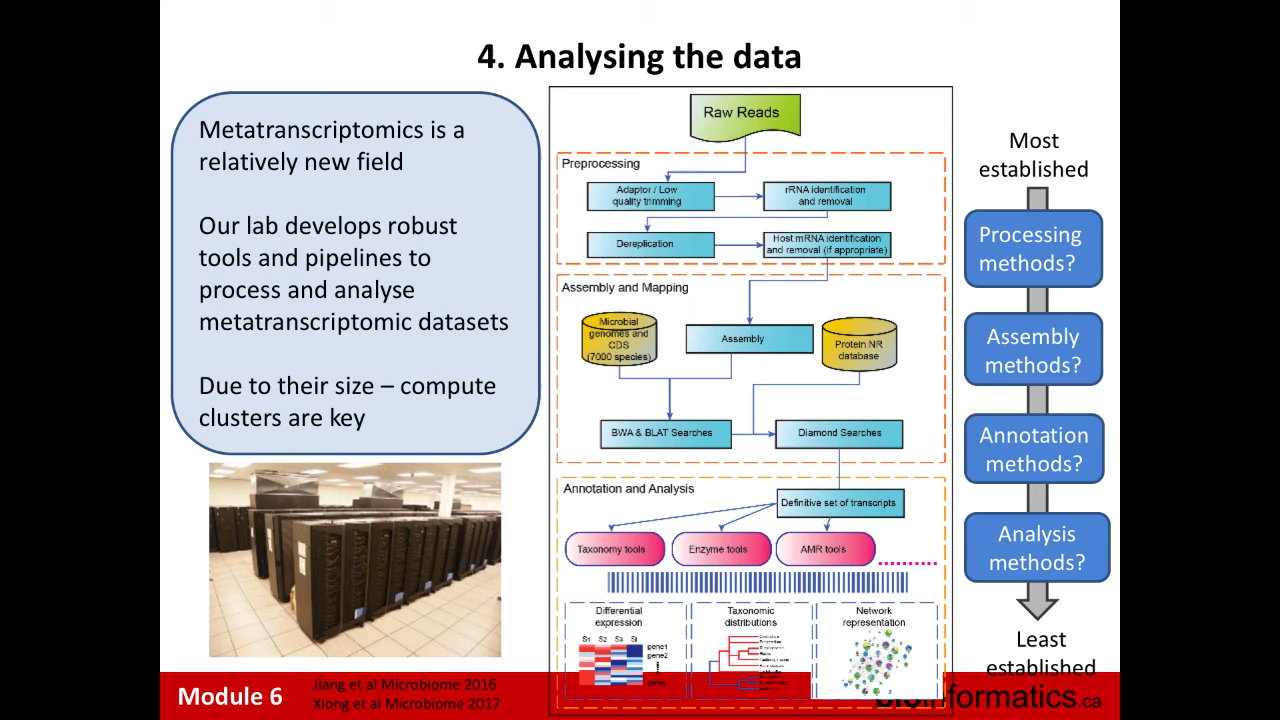 4. Analysing the data
Metatranscriptomics is a
relatively new field
Our lab develops robust
tools and pipelines to
process and analyse
metatranscriptomic datasets
Due to their size – compute
clusters are key
Raw Reads
Preprocessing
Adaptor / Low
quality trimming
rRNA identification
and removal
Dereplication
Host mRNA identification
and removal (if appropriate)
Assembly and Mapping
Microbial
genomes and
CDS
(7000 species)
Assembly
Protein NR
database
BWA & BLAT Searches
Diamond Searches
Annotation and Analysis
Definitive set of transcripts
Taxonomy tools
Enzyme tools
AMR tools
Differential
expression
S1 S2 S3
gene1
gene2
Taxonomic
distributions
Network
representation
Most
established
Processing
methods?
Assembly
methods?
Annotation
methods?
Analysis
methods?
Least
established
Module 6
Jiang et al Microbiome 2016
Xiong et al Microbiome 2017
bioinformatics.ca